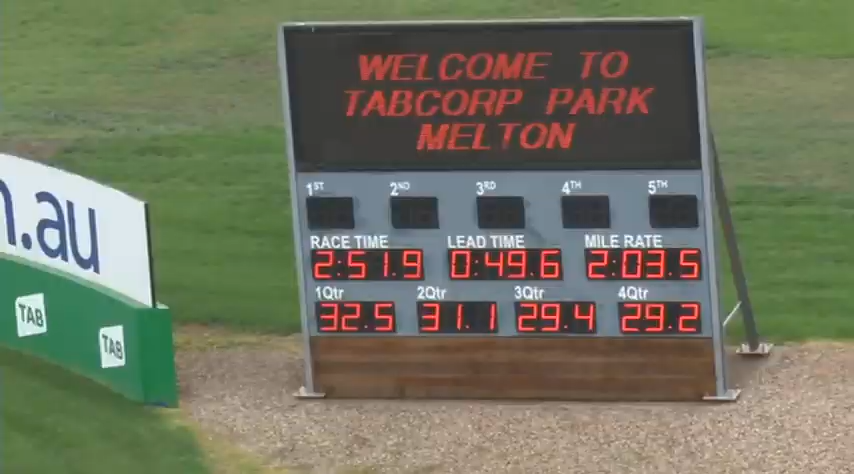 WELCOME TO
TABCORP PARK
MELTON
1ST 2ND 3RD 4TH 5TH
RACE TIME LEAD TIME MILE RATE
2:51.9 0:49.6 2:03.5
1Qtr 2Qtr 3Qtr 4Qtr
32.5 31.1 29.4 29.2
.au
TAB
TAB